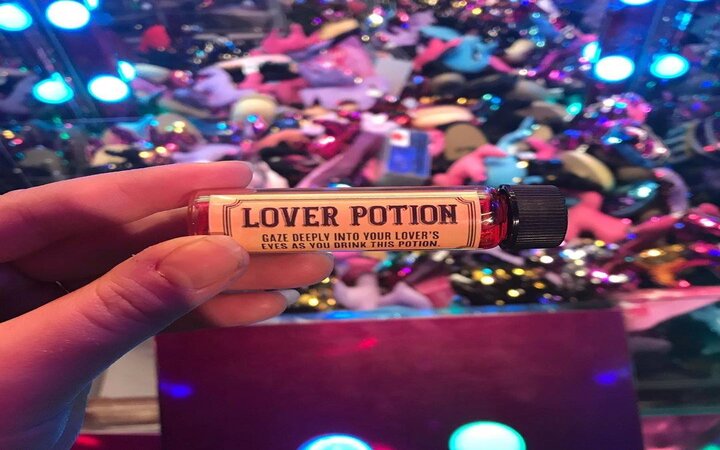 LOVER POTION
GAZE DEEPLY INTO YOUR LOVER'S
EYES AS YOU DRINK THIS POTION.